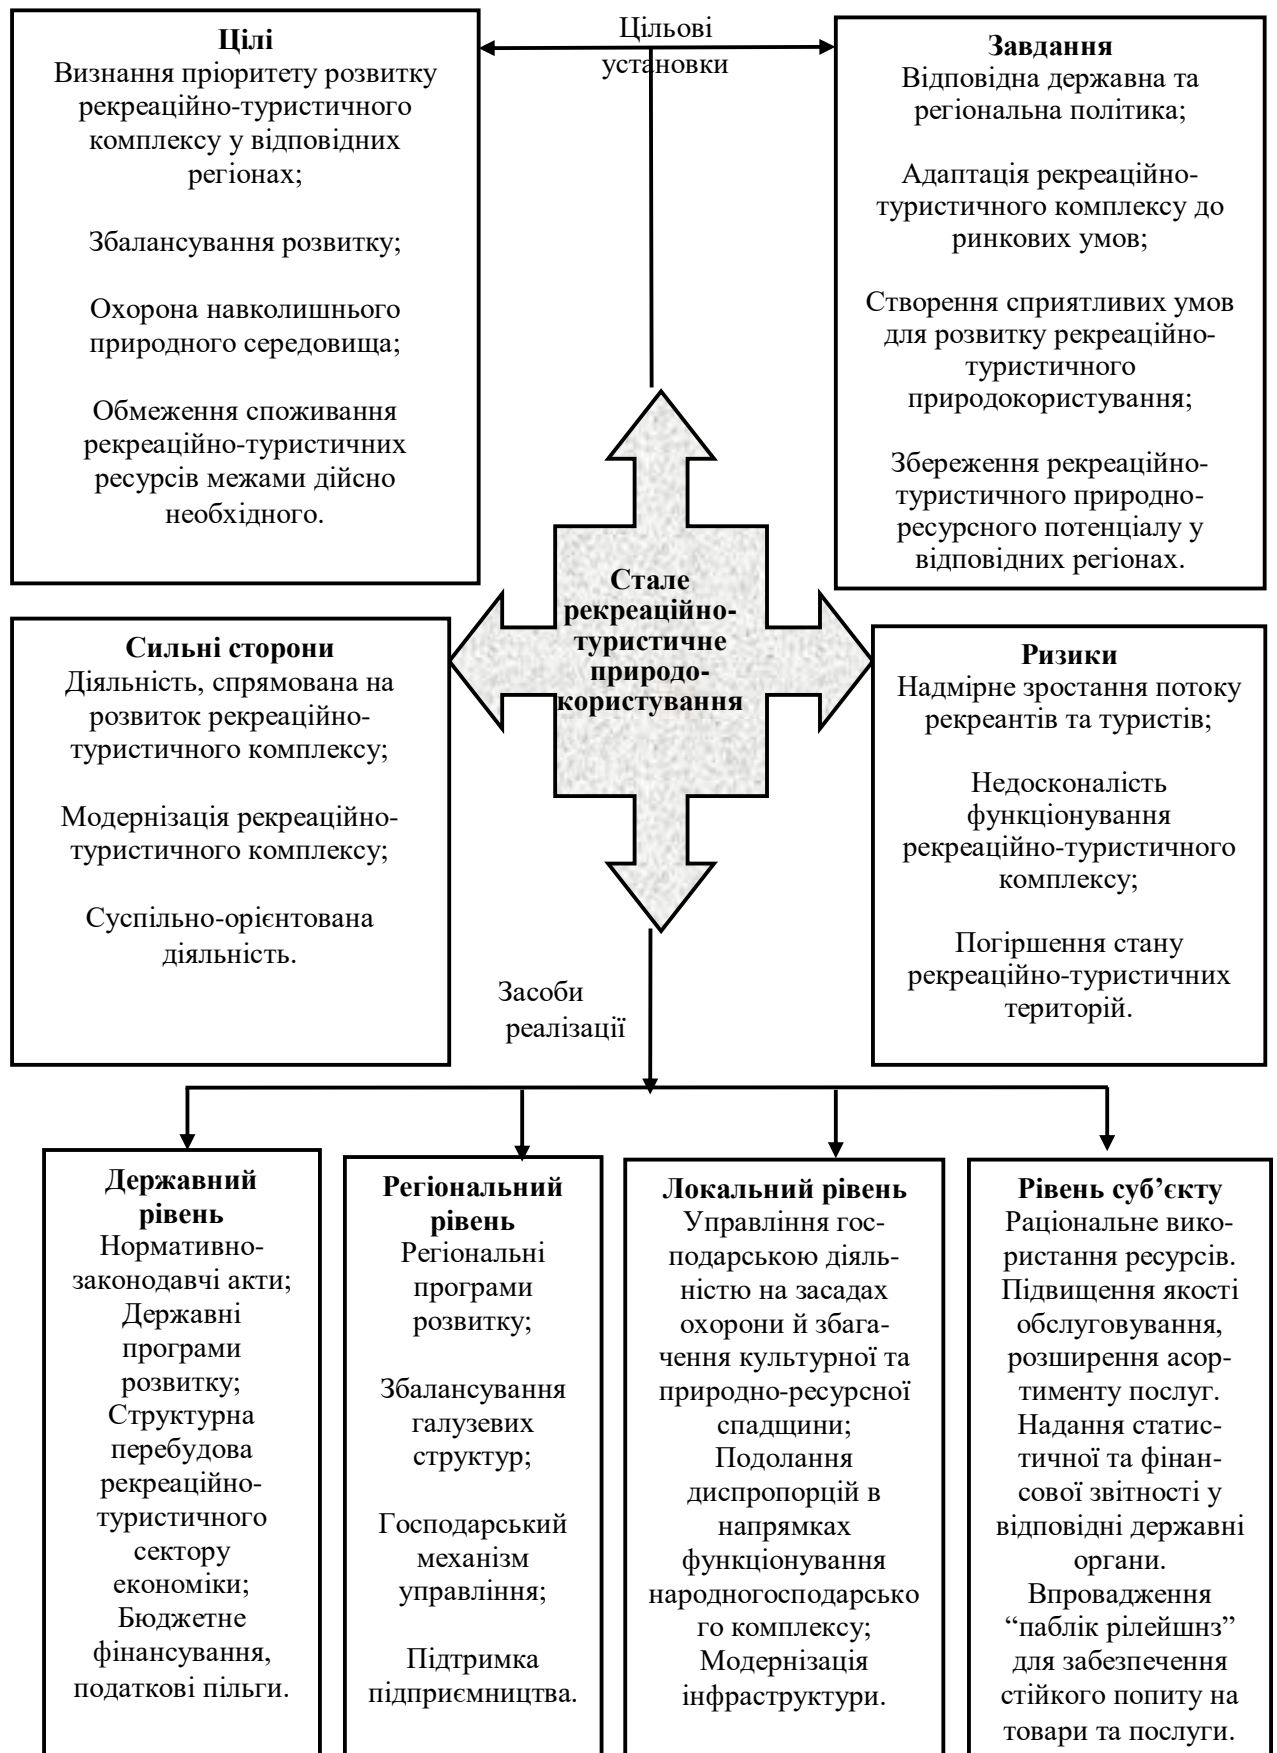 Цілі
Визнання пріоритету розвитку
рекреаційно-туристичного
комплексу у відповідних
регіонах;
Збалансування розвитку;
Охорона навколишнього
природного середовища;
Обмеження споживання
рекреаційно-туристичних
ресурсів межами дійсно
необхідного.
Цільові
установки
Завдання
Відповідна державна та
регіональна політика;
Адаптація рекреаційно-
туристичного комплексу до
ринкових умов;
Створення сприятливих умов
для розвитку рекреаційно-
туристичного
природокористування;
Збереження рекреаційно-
туристичного природно-
ресурсного потенціалу у
відповідних регіонах.
Стале
рекреаційно-
туристичне
природо-
користування
Сильні сторони
Діяльність, спрямована на
розвиток рекреаційно-
туристичного комплексу;
Модернізація рекреаційно-
туристичного комплексу;
Суспільно-орієнтована
діяльність.
Ризики
Надмірне зростання потоку
рекреантів та туристів;
Недосконалість
функціонування
рекреаційно-туристичного
комплексу;
Погіршення стану
рекреаційно-туристичних
територій.
Засоби
реалізації
Державний
рівень
Нормативно-
законодавчі акти;
Державні
програми
розвитку;
Структурна
перебудова
рекреаційно-
туристичного
сектору
економіки;
Бюджетне
фінансування,
податкові пільги.
Регіональний
рівень
Регіональні
програми
розвитку;
Збалансування
галузевих
структур;
Господарський
механізм
управління;
Підтримка
підприємництва.
Локальний рівень
Управління гос-
подарською діяль-
ністю на засадах
охорони й збага-
чення культурної та
природно-ресурсної
спадщини;
Подолання
диспропорцій в
напрямках
функціонування
народногосподарсько
го комплексу;
Модернізація
інфраструктури.
Рівень суб’єкту
Раціональне вико-
ристання ресурсів.
Підвищення якості
обслуговування,
розширення асор-
тименту послуг.
Надання статис-
тичної та фінан-
сової звітності у
відповідні державні
органи.
Впровадження
“паблік рілейшнз”
для забезпечення
стійкого попиту на
товари та послуги.